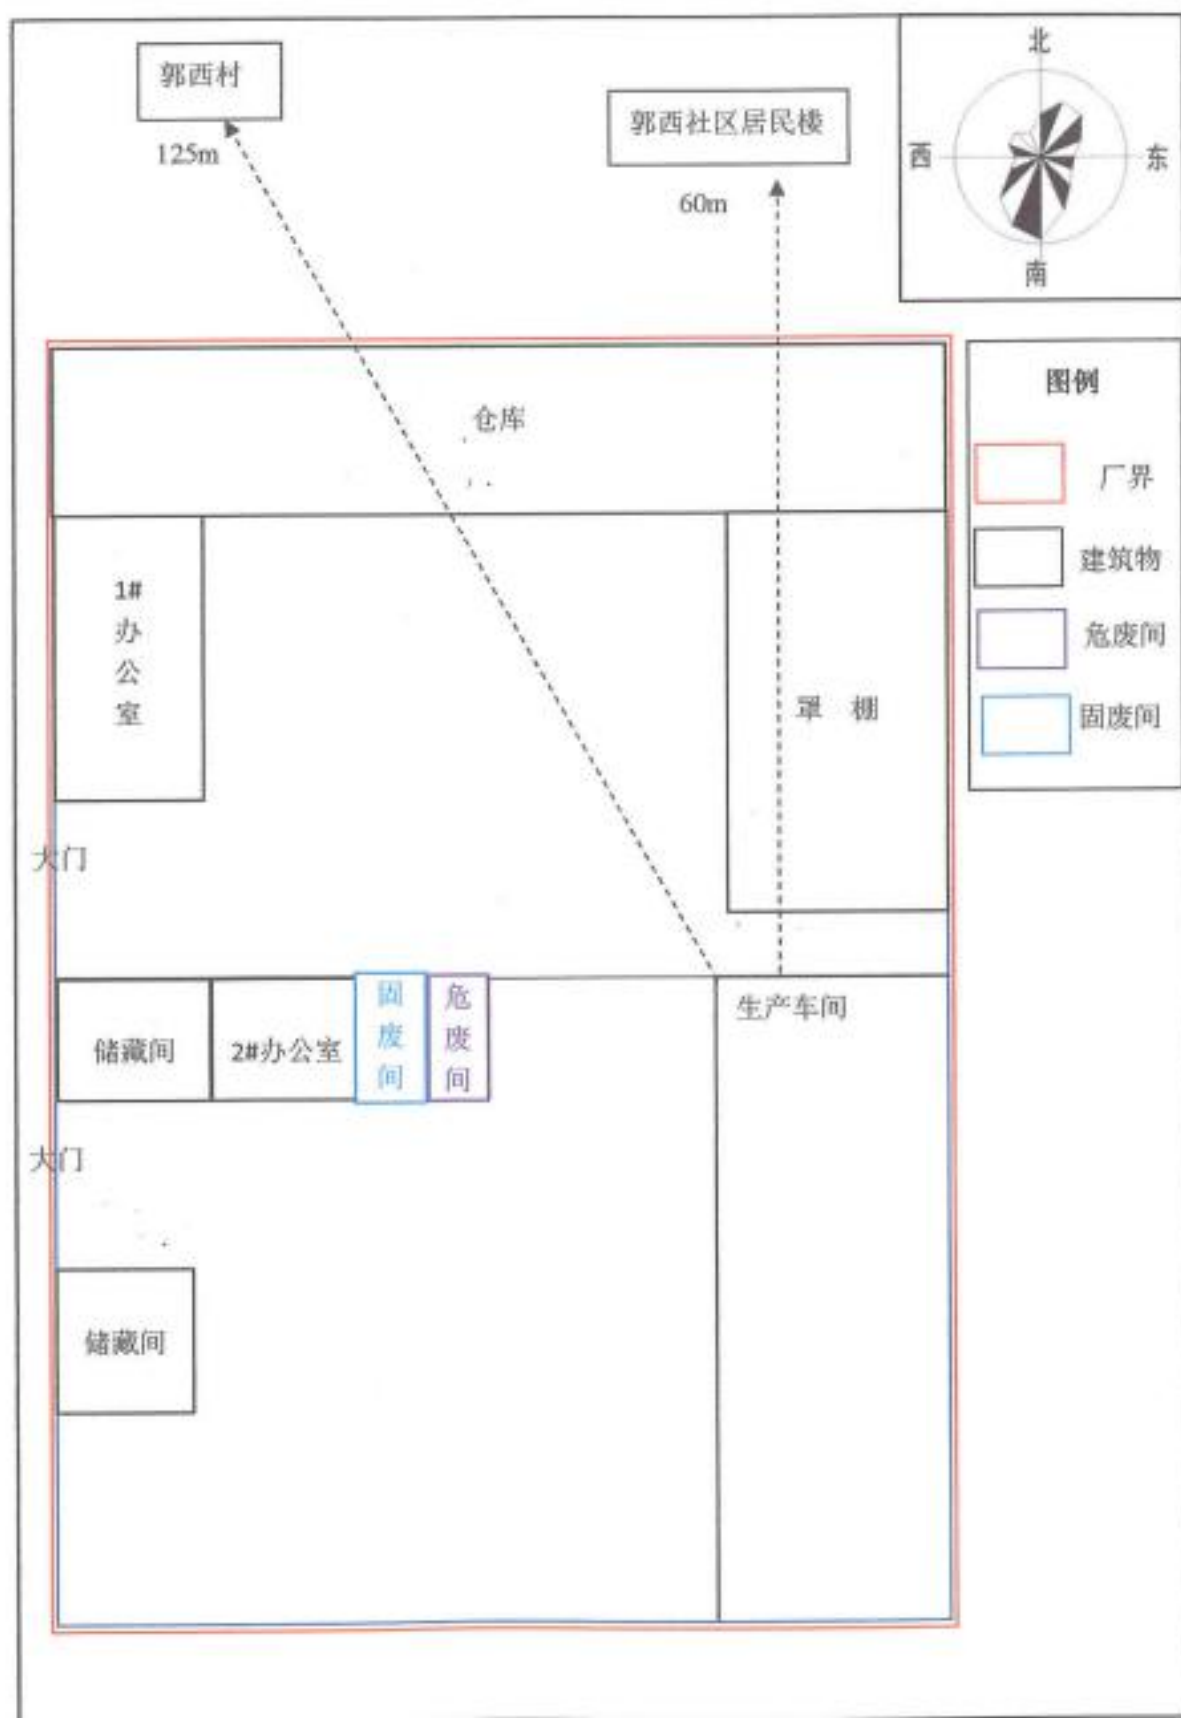 郭西村
125m
郭西社区居民楼
60m
北
西
东
南
图例
厂界
建筑物
危废间
固废间
仓库
1#
办
公
室
罩 棚
大门
储藏间
2#办公室
固
废
间
危
废
间
生产车间
大门
储藏间